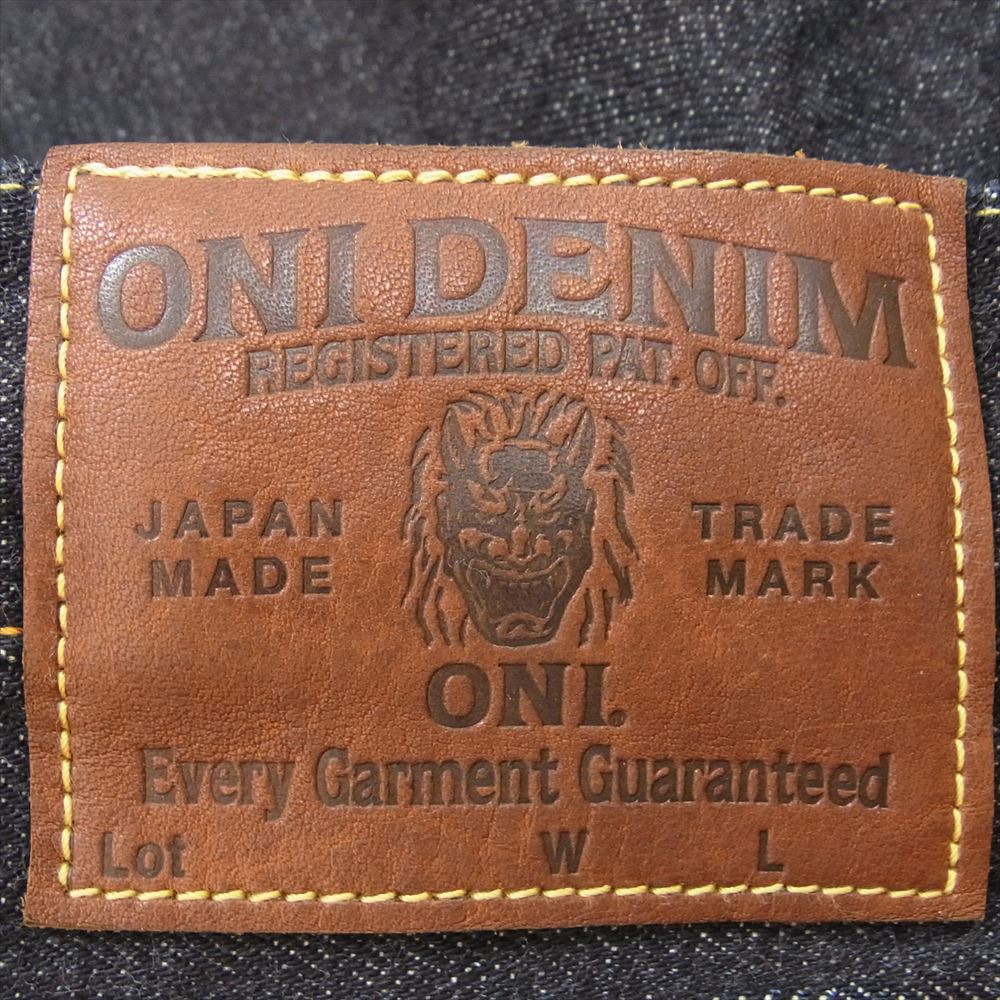 ONI DENIM
REGISTERED PAT. OFF.
JAPAN MADE
TRADE MARK
ONI.
Every Garment Guaranteed
Lot W L